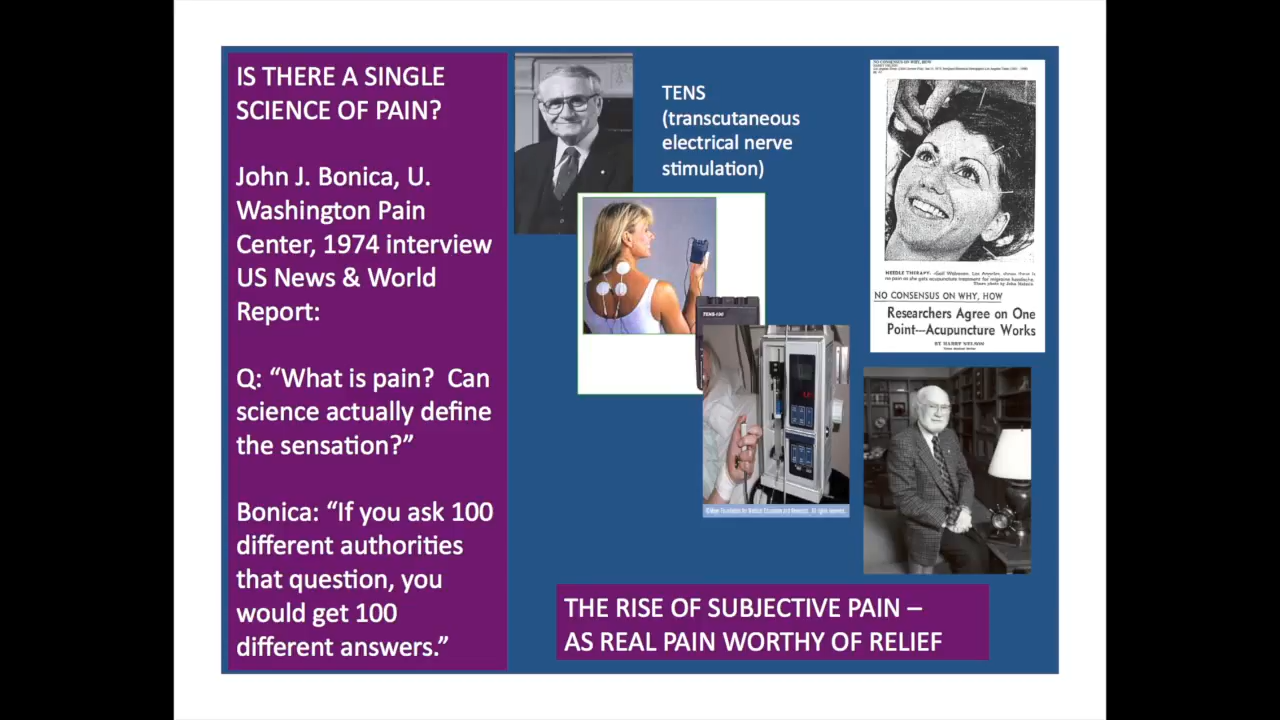 IS THERE A SINGLE
SCIENCE OF PAIN?
John J. Bonica, U.
Washington Pain
Center, 1974 interview
US News & World
Report:
Q: “What is pain?  Can
science actually define
the sensation?”
Bonica: “If you ask 100
different authorities
that question, you
would get 100
different answers.”
TENS
(transcutaneous
electrical nerve
stimulation)
NO CONSENSUS ON WHY, HOW
Researchers Agree on One
Point—Acupuncture Works
BY HARRY NELSON
THE RISE OF SUBJECTIVE PAIN –
AS REAL PAIN WORTHY OF RELIEF